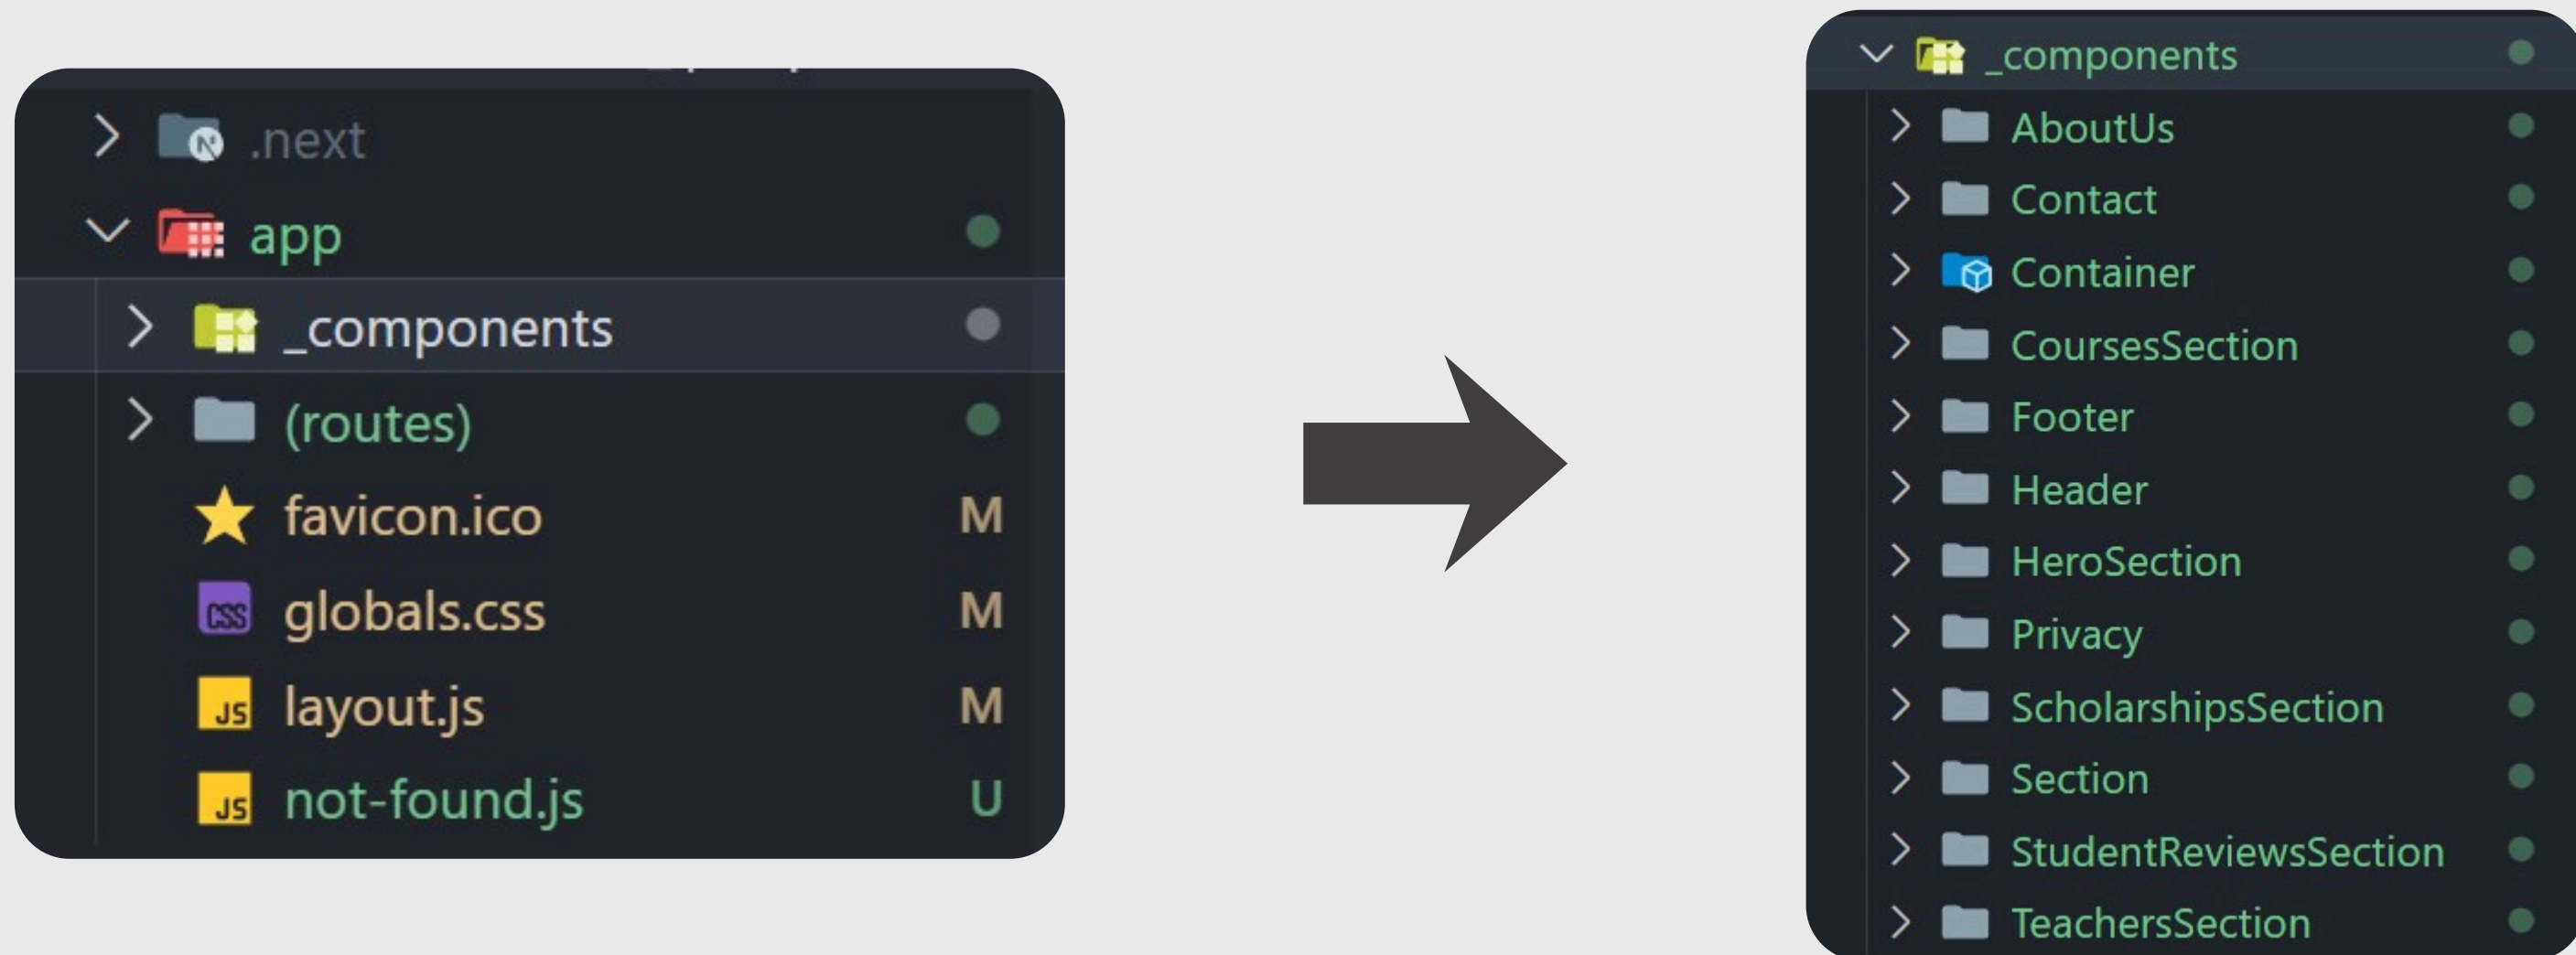 .next
app
_components
(routes)
favicon.ico M
globals.css M
layout.js M
not-found.js U
_components
AboutUs
Contact
Container
CoursesSection
Footer
Header
HeroSection
Privacy
ScholarshipsSection
Section
StudentReviewsSection
TeachersSection